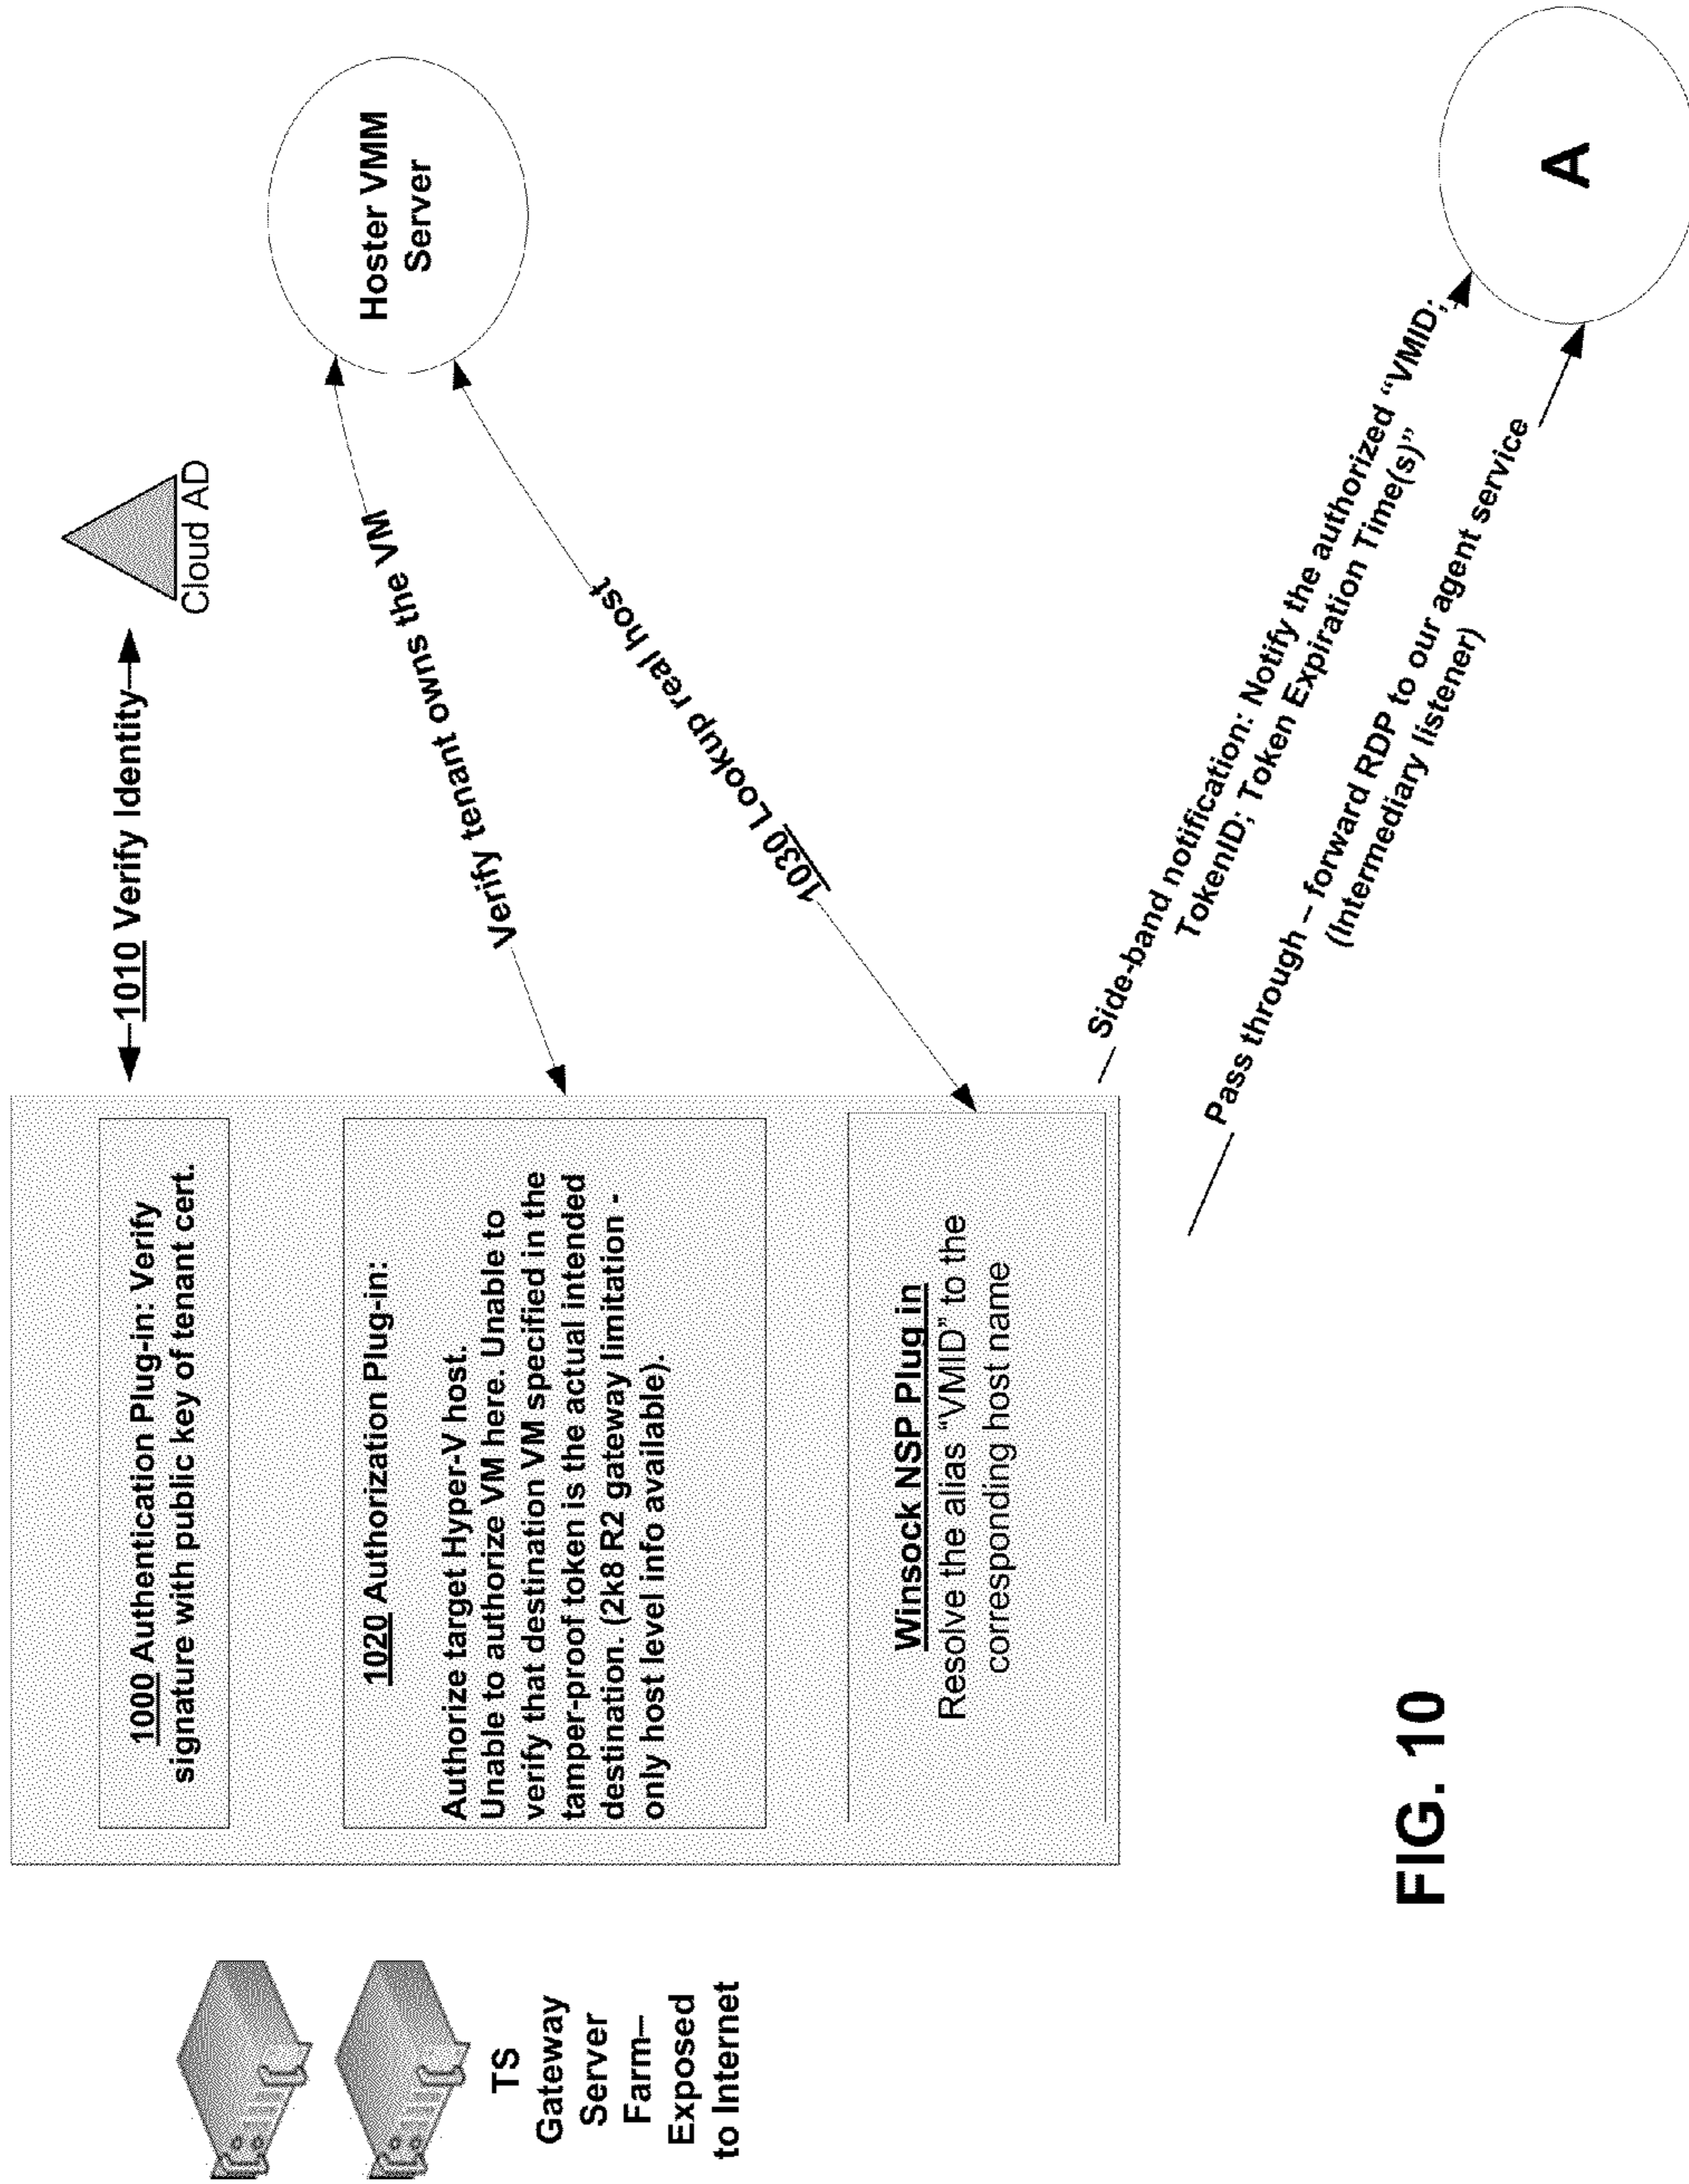 TS
Gateway
Server
Farm–
Exposed
to Internet
1000 Authentication Plug-in: Verify
signature with public key of tenant cert.
1020 Authorization Plug-in:
Authorize target Hyper-V host.
Unable to authorize VM here. Unable to
verify that destination VM specified in the
tamper-proof token is the actual intended
destination. (2k8 R2 gateway limitation -
only host level info available).
Winsock NSP Plug in
Resolve the alias "VMID" to the
corresponding host name
1010 Verify Identity
Cloud AD
Verify tenant owns the VM
1030 Lookup real host
Hoster VMM
Server
Side-band notification: Notify the authorized “VMID;
TokenID; Token Expiration Time(s)”
Pass through – forward RDP to our agent service
(Intermediary listener)
A
FIG. 10